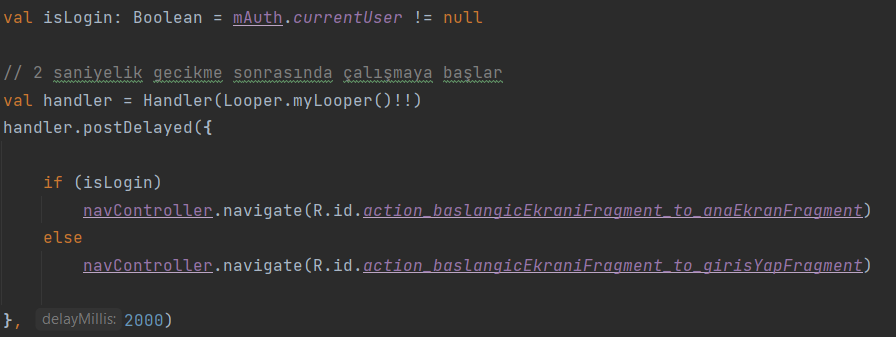 val isLogin: Boolean = mAuth.currentUser != null
// 2 saniyelik gecikme sonrasında çalışmaya başlar
val handler = Handler(Looper.myLooper()!!)
handler.postDelayed({
if (isLogin)
navController.navigate(R.id.action_baslangicEkraniFragment_to_anaEkranFragment)
else
navController.navigate(R.id.action_baslangicEkraniFragment_to_girisYapFragment)
}, delayMillis: 2000)